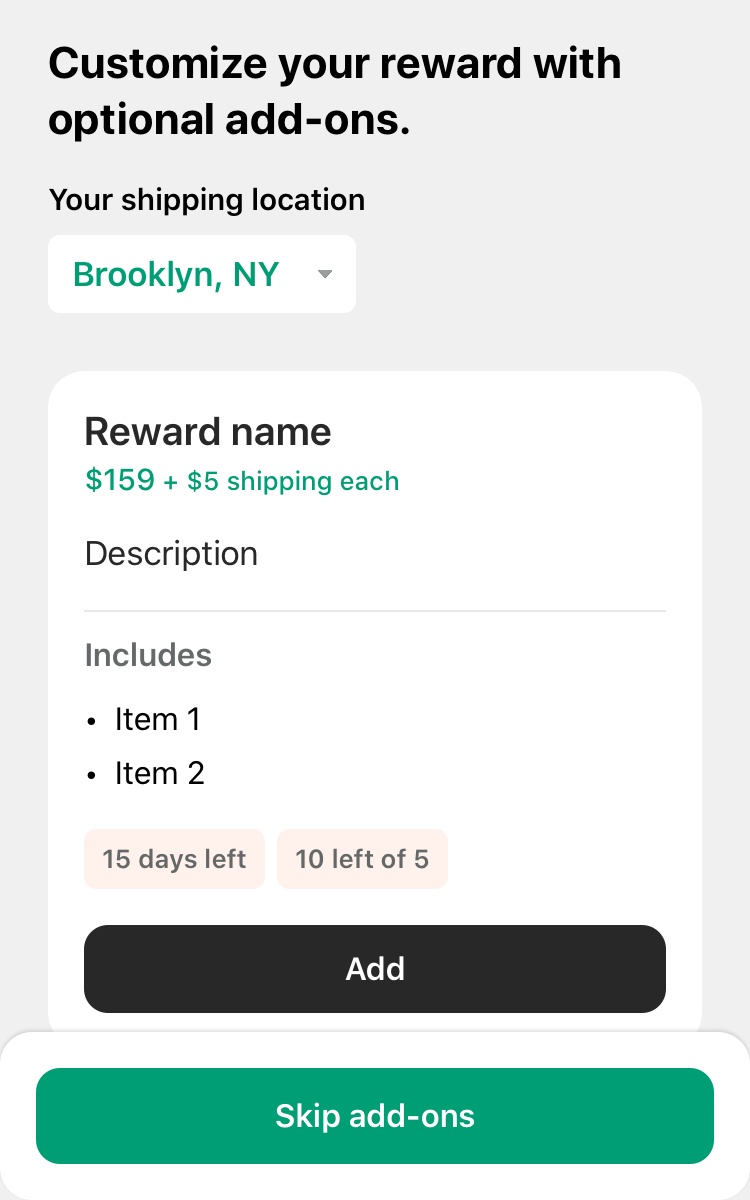 Customize your reward with
optional add-ons.
Your shipping location
Brooklyn, NY
Reward name
$159 + $5 shipping each
Description
Includes
• Item 1
• Item 2
15 days left
10 left of 5
Add
Skip add-ons